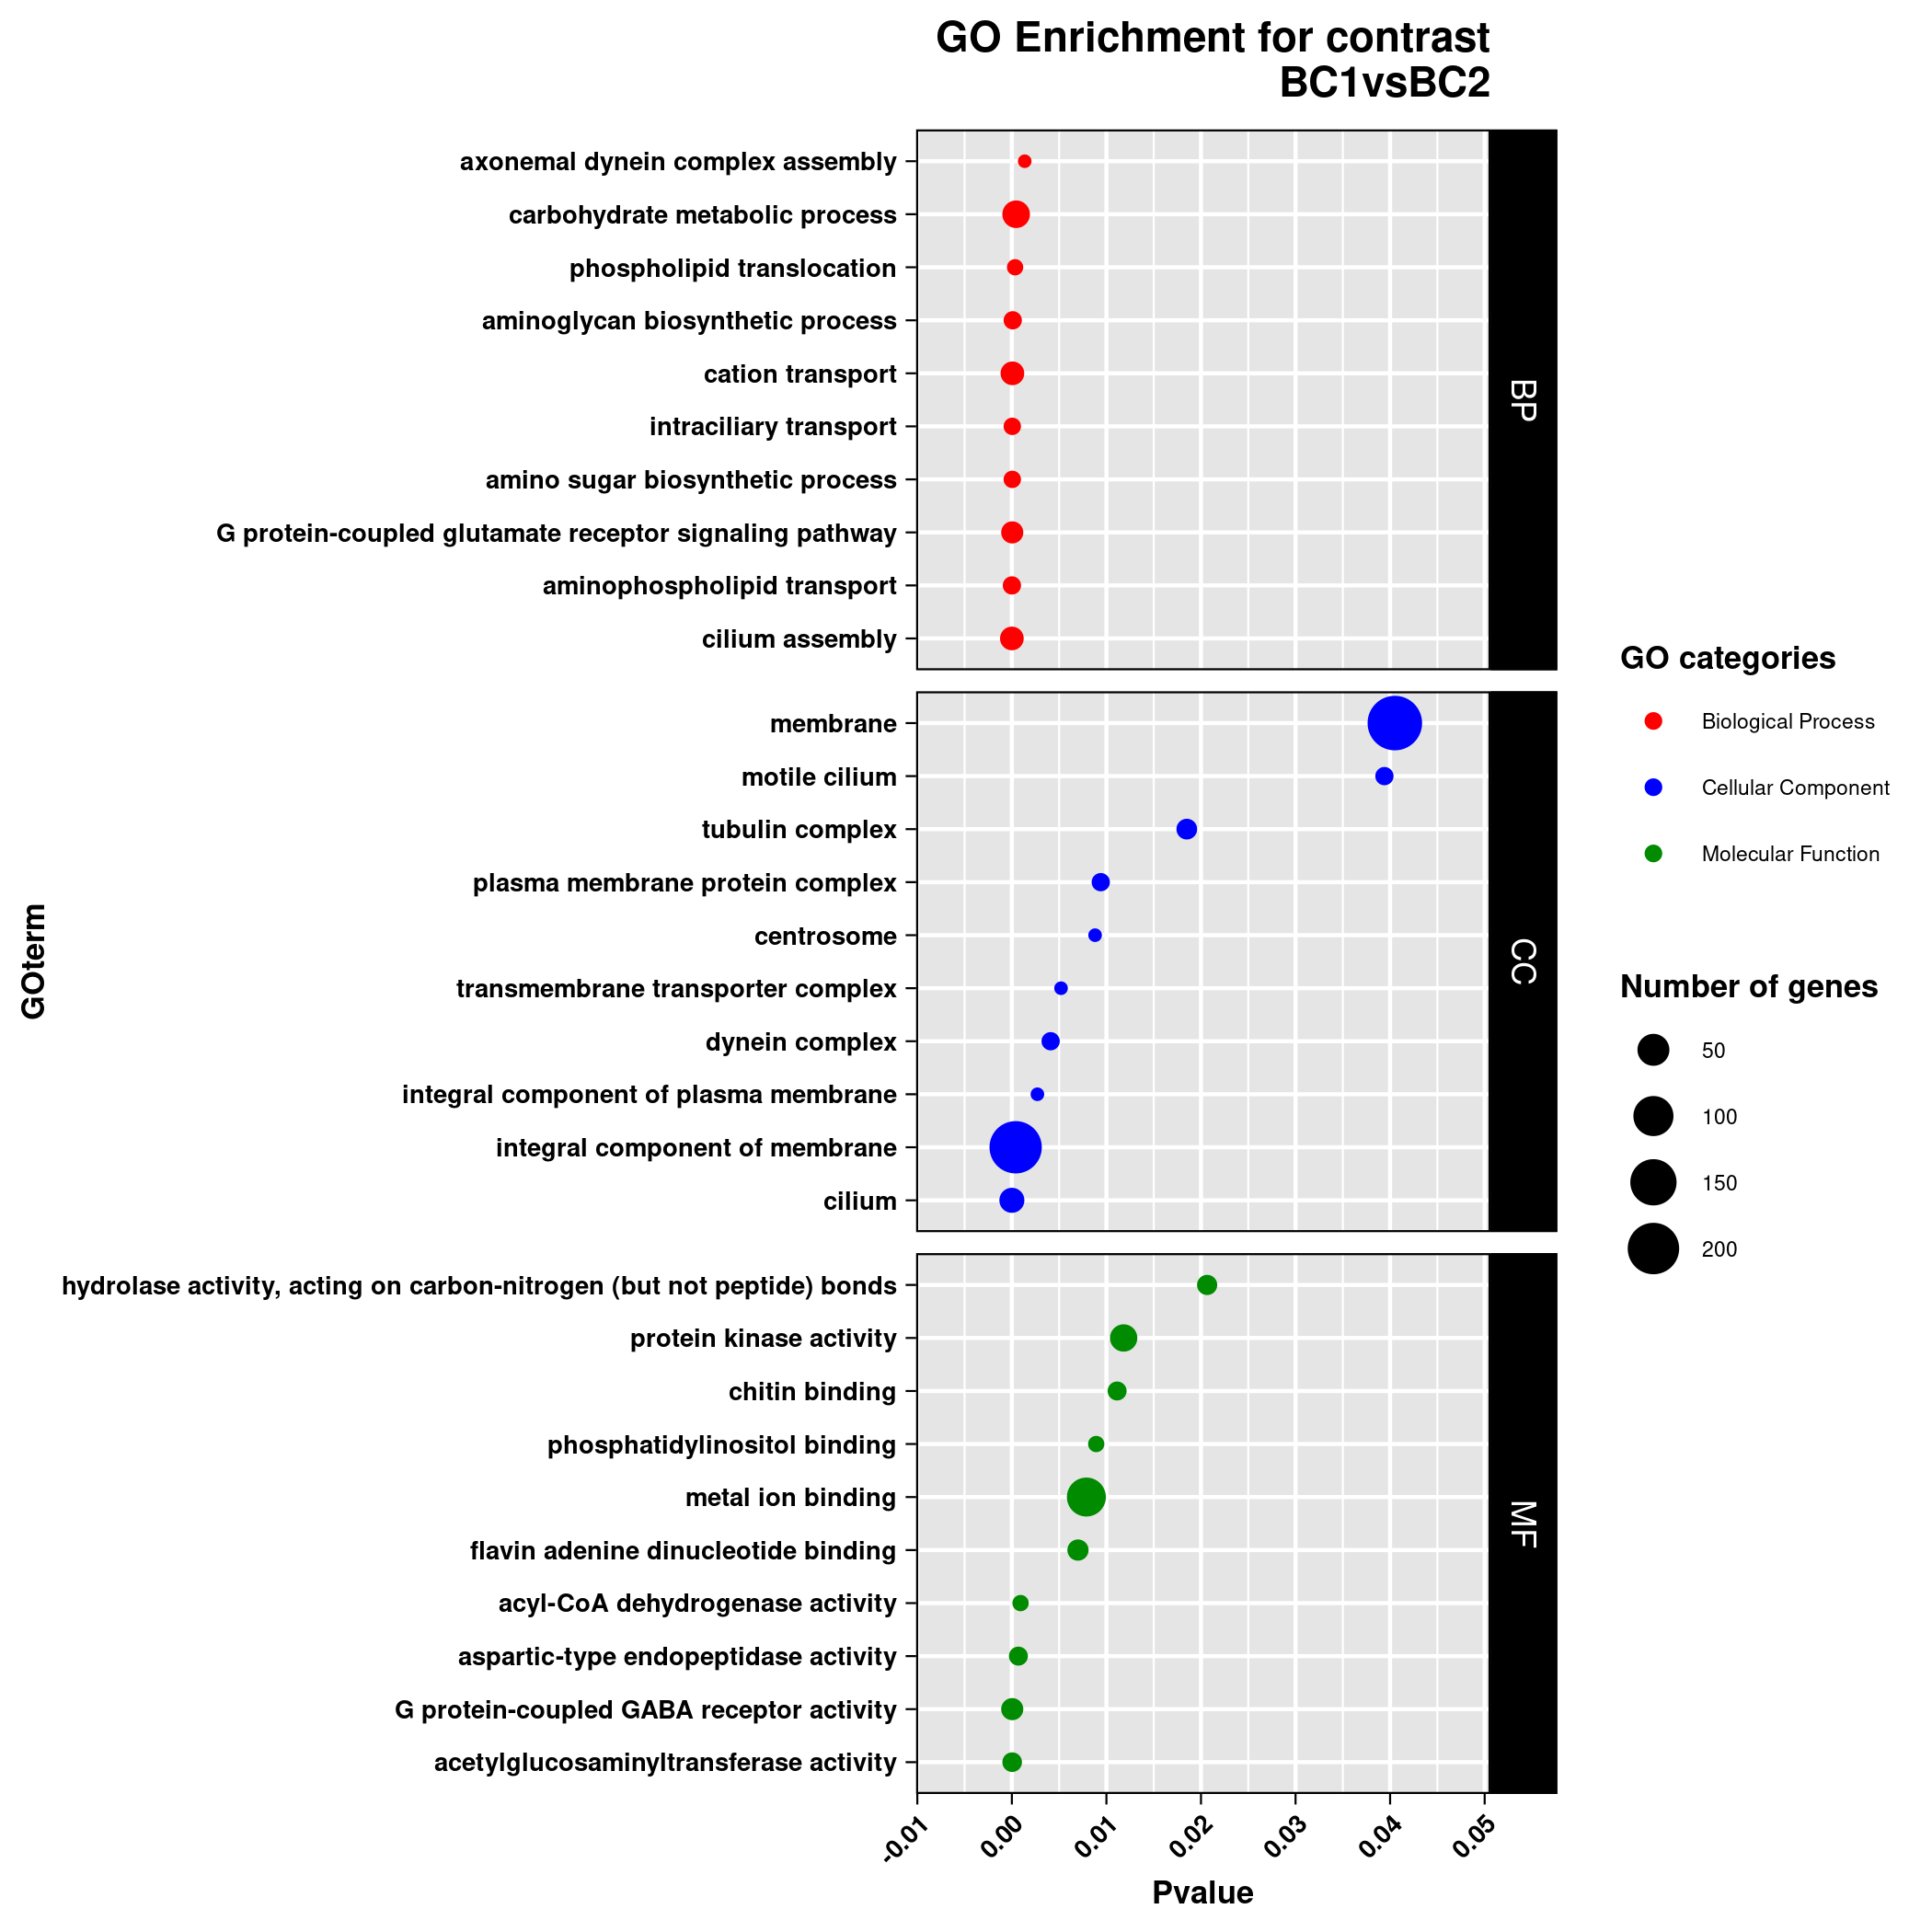 GO Enrichment for contrast
BC1vsBC2
axonemal dynein complex assembly
carbohydrate metabolic process
phospholipid translocation
aminoglycan biosynthetic process
cation transport
intraciliary transport
amino sugar biosynthetic process
G protein-coupled glutamate receptor signaling pathway
aminophospholipid transport
cilium assembly
BP
membrane
motile cilium
tubulin complex
plasma membrane protein complex
centrosome
transmembrane transporter complex
dynein complex
integral component of plasma membrane
integral component of membrane
cilium
CC
hydrolase activity, acting on carbon-nitrogen (but not peptide) bonds
protein kinase activity
chitin binding
phosphatidylinositol binding
metal ion binding
flavin adenine dinucleotide binding
acyl-CoA dehydrogenase activity
aspartic-type endopeptidase activity
G protein-coupled GABA receptor activity
acetylglucosaminyltransferase activity
MF
-0.01
0.00
0.01
0.02
0.03
0.04
0.05
Pvalue
GOterm
GO categories
Biological Process
Cellular Component
Molecular Function
Number of genes
50
100
150
200